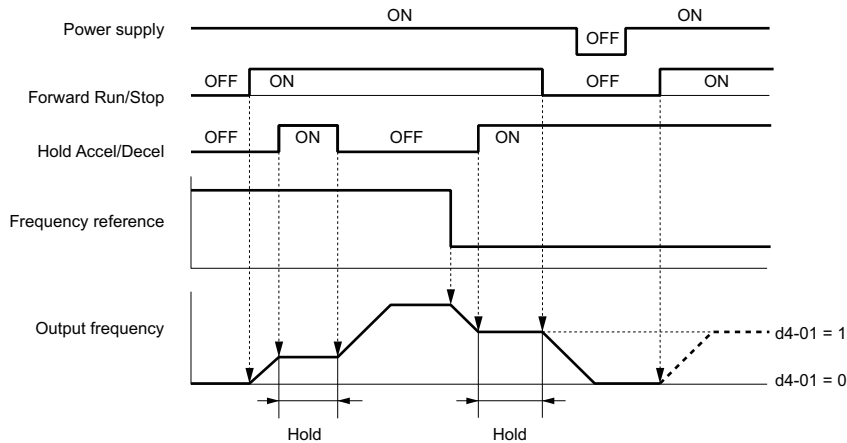 ON
ON
Power supply
OFF
OFF
ON
OFF
ON
Forward Run/Stop
OFF
ON
OFF
ON
Hold Accel/Decel
Frequency reference
Output frequency
d4-01 = 1
d4-01 = 0
Hold
Hold